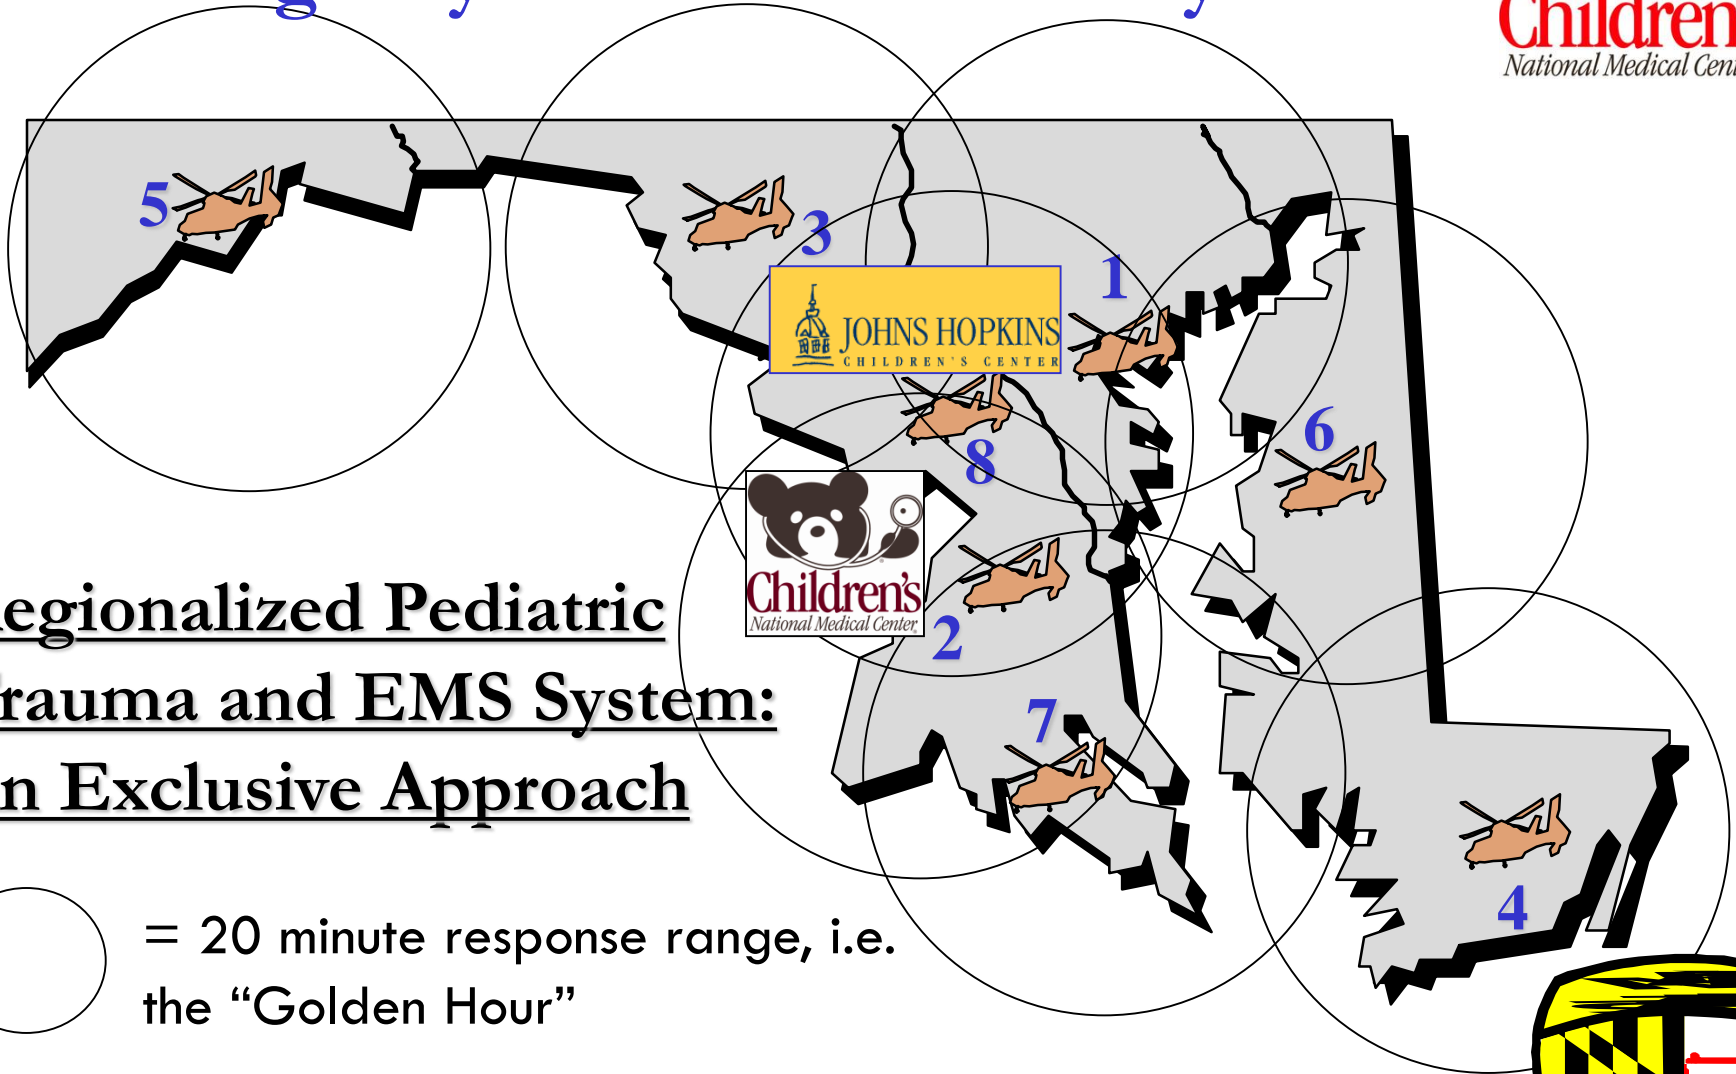 Children
National Medical Cent
5
3
1
JOHNS HOPKINS
CHILDREN'S CENTER
6
8
Children's
National Medical Center
2
egionalized Pediatric
rauma and EMS System:
n Exclusive Approach
7
4
= 20 minute response range, i.e.
the “Golden Hour”